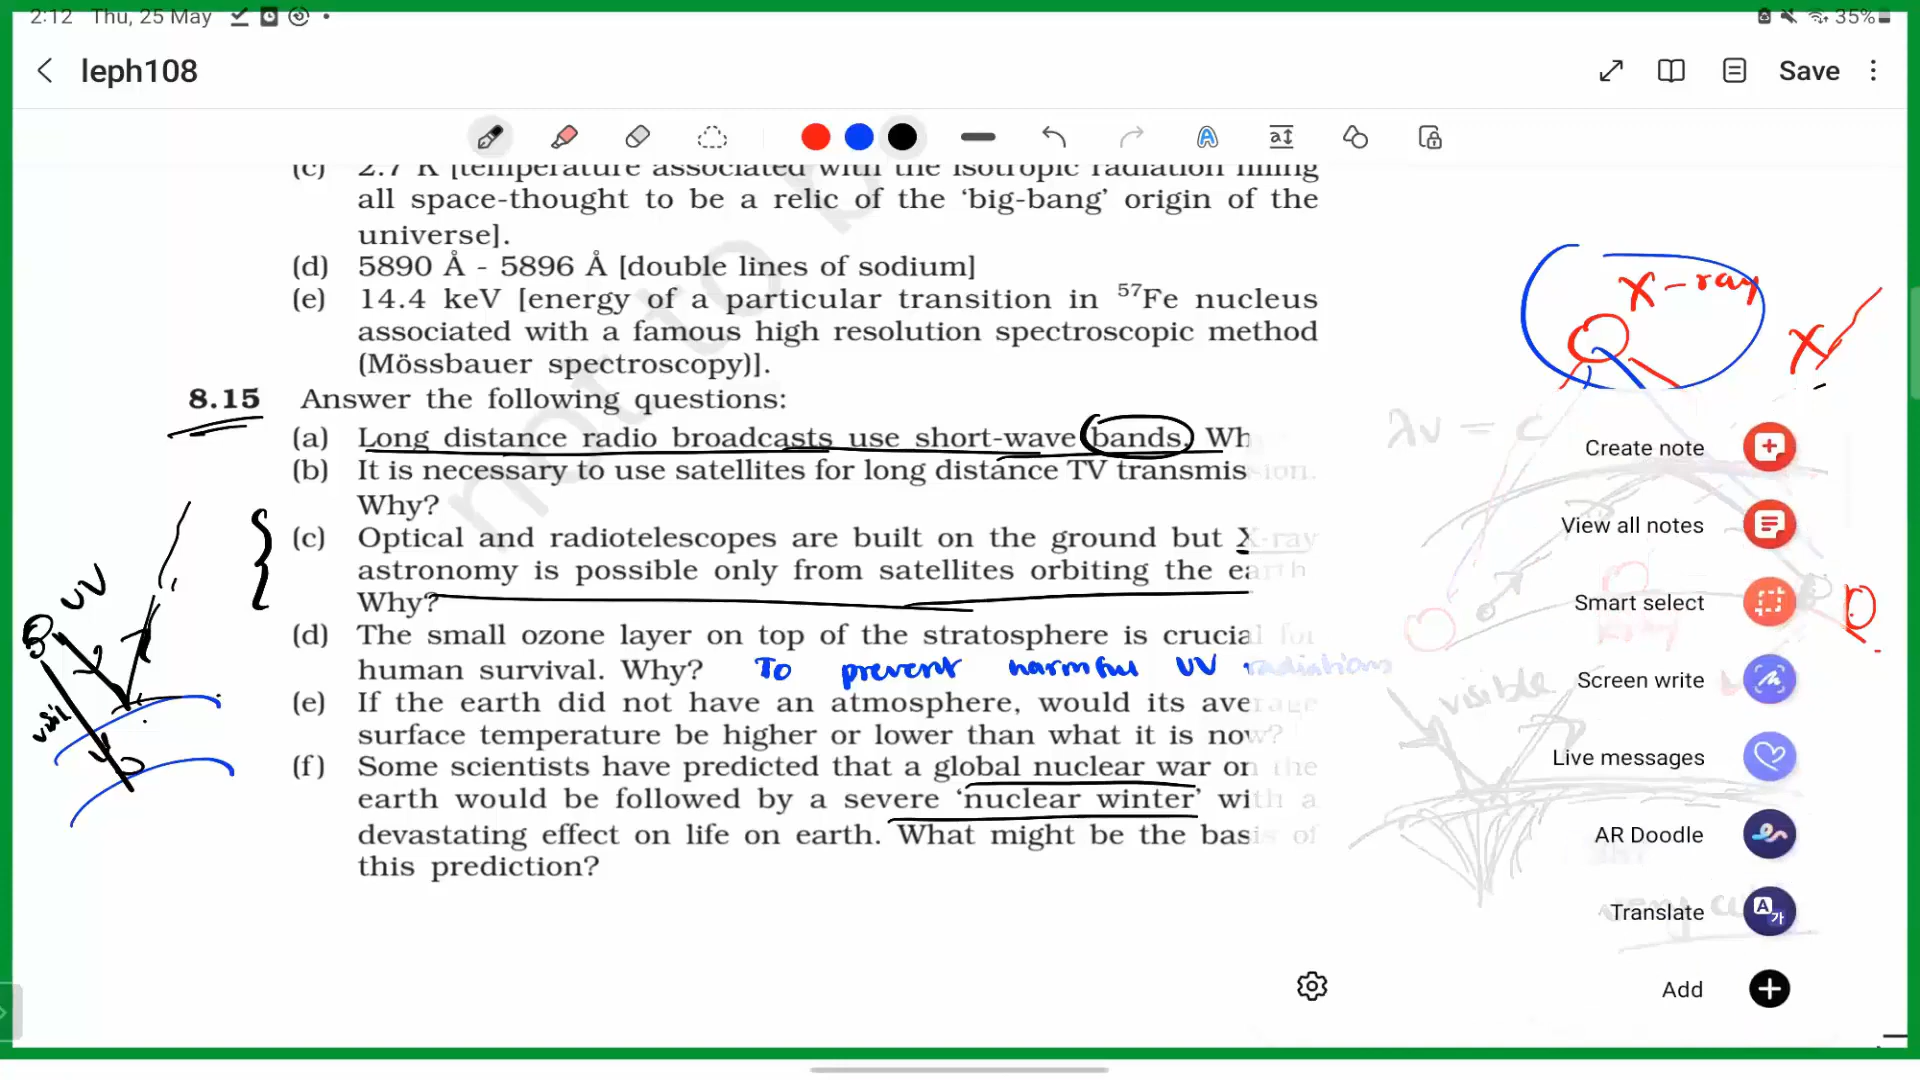 2:12 Thu, 25 May
35%
leph108
Save
(c) 2.7 K [temperature associated with the isotropic radiation filling
all space-thought to be a relic of the ‘big-bang’ origin of the
universe].
(d) 5890 Å - 5896 Å [double lines of sodium]
(e) 14.4 keV [energy of a particular transition in ⁵⁷Fe nucleus
associated with a famous high resolution spectroscopic method
(Mössbauer spectroscopy)].
X-ray
X
8.15 Answer the following questions:
λν = c
(a) Long distance radio broadcasts use short-wave bands. Wh
Create note
(b) It is necessary to use satellites for long distance TV transmission.
Why?
View all notes
(c) Optical and radiotelescopes are built on the ground but X-ray
astronomy is possible only from satellites orbiting the earth
Why?
Smart select
UV
(d) The small ozone layer on top of the stratosphere is crucial for
human survival. Why? To prevent harmful UV radiations
Screen write
visible
(e) If the earth did not have an atmosphere, would its average
surface temperature be higher or lower than what it is now?
Live messages
(f) Some scientists have predicted that a global nuclear war on the
earth would be followed by a severe ‘nuclear winter’ with a
devastating effect on life on earth. What might be the basis of
this prediction?
AR Doodle
Translate
Add
not to b